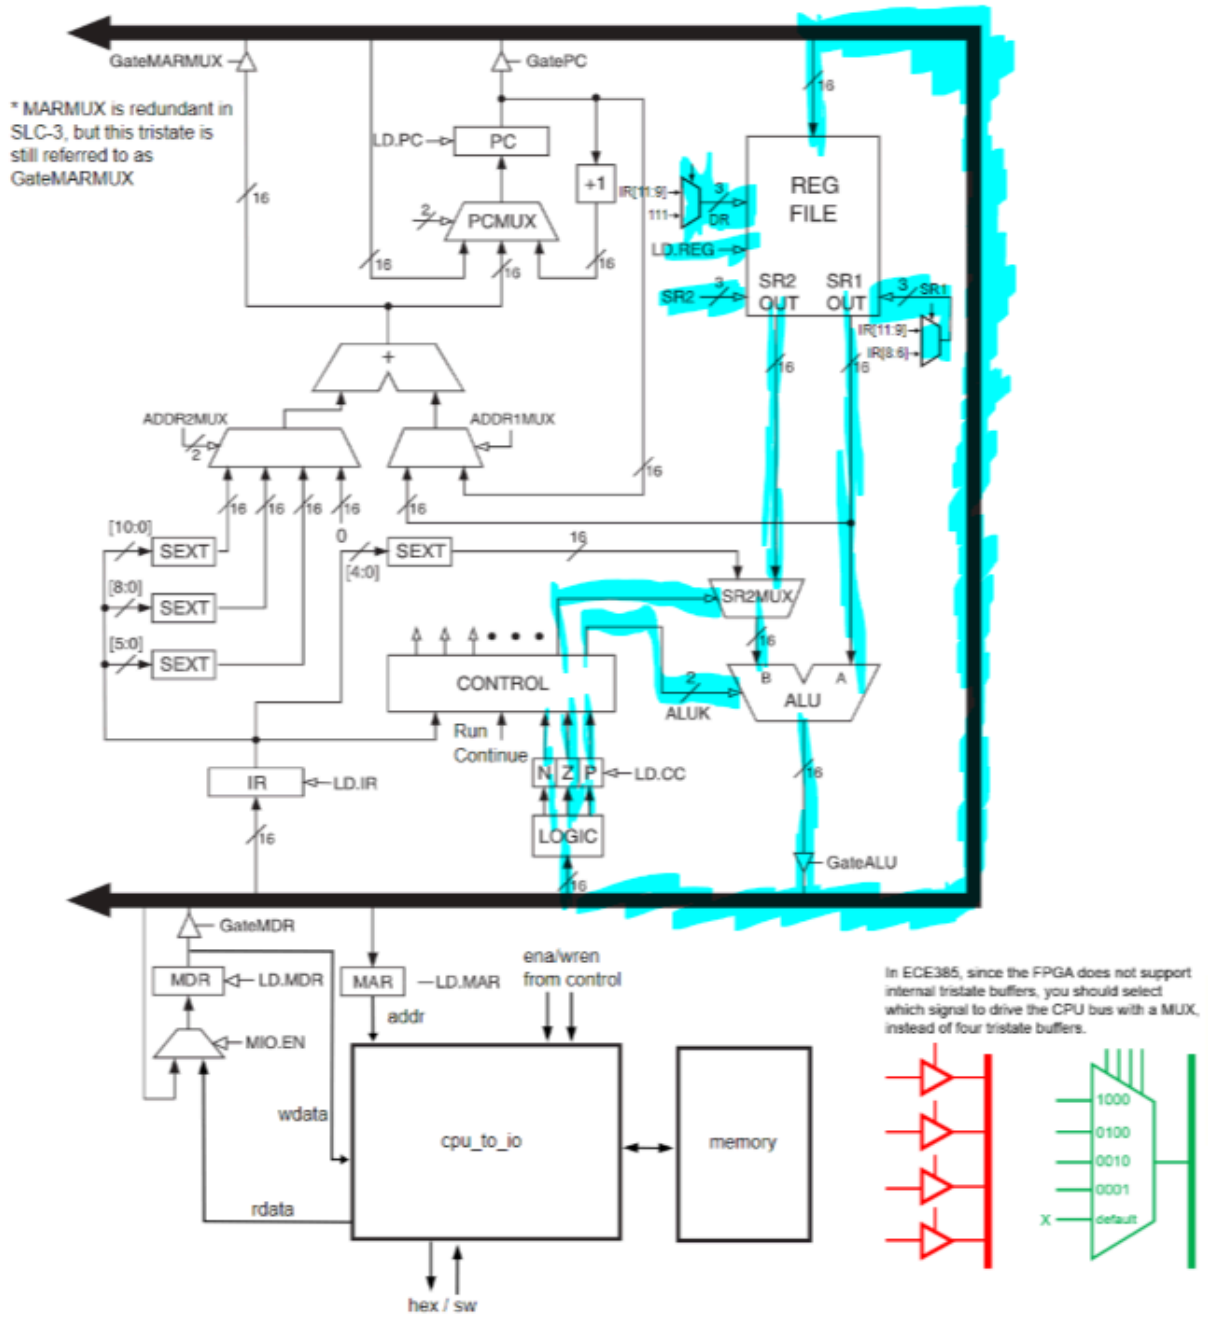 GateMARMUX
GatePC
* MARMUX is redundant in
SLC-3, but this tristate is
still referred to as
GateMARMUX
16
LD.PC
PC
+1
16
2
PCMUX
16
16
16
IR[11:9]
111
3
DR
LD.REG
SR2
3
REG
FILE
SR2
OUT
SR1
OUT
3
SR1
IR[11:9]
IR[8:6]
16
16
+
ADDR2MUX
2
ADDR1MUX
16
16
16
16
16
16
0
[10:0]
SEXT
[8:0]
SEXT
[5:0]
SEXT
[4:0]
SEXT
16
SR2MUX
16
CONTROL
2
ALUK
B
A
ALU
Run
Continue
N
Z
P
LD.CC
LOGIC
16
IR
LD.IR
16
16
GateALU
GateMDR
MDR
LD.MDR
MAR
LD.MAR
addr
ena/wren
from control
MIO.EN
wdata
rdata
cpu_to_io
memory
hex / sw
In ECE385, since the FPGA does not support
internal tristate buffers, you should select
which signal to drive the CPU bus with a MUX,
instead of four tristate buffers.
1000
0100
0010
0001
X
default